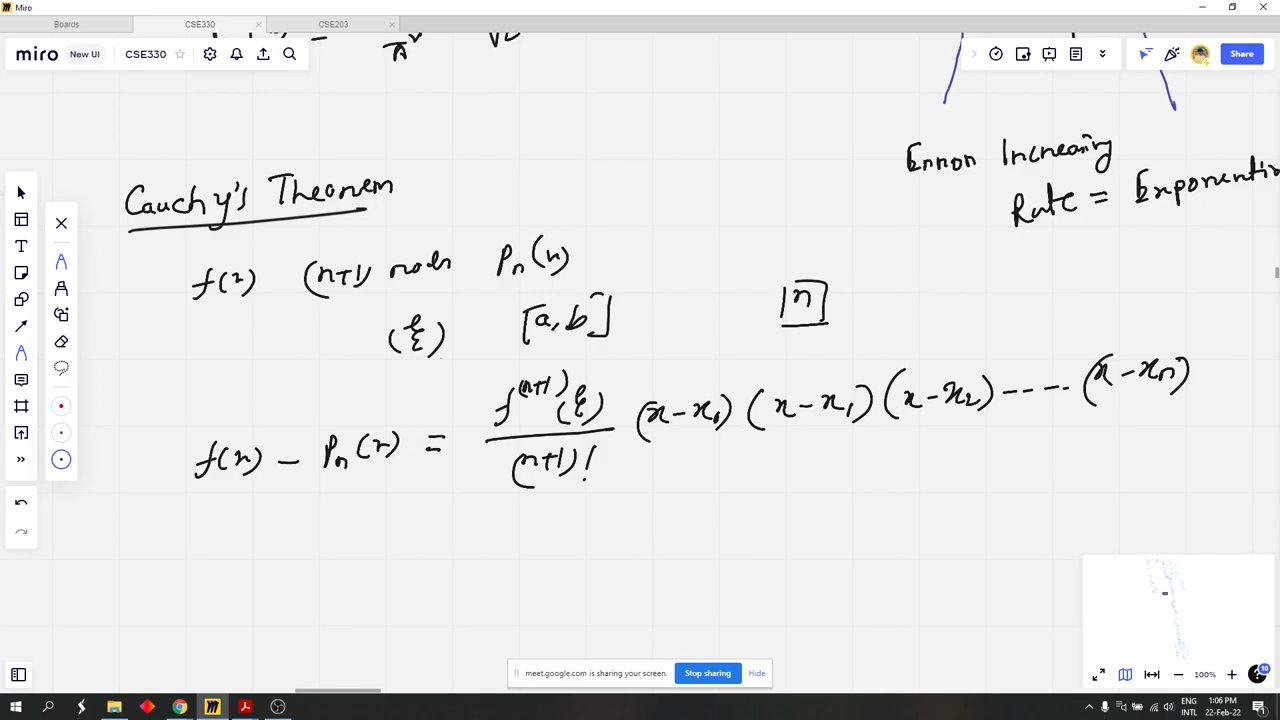 Miro
Boards CSE330 CSE203
miro New UI CSE330 Share
Error Increasing
Rate =
Cauchy's Theorem
f(x) (n+1) nodes Pn(x)
(ξ) [a, b] n
f(x) - Pn(x) = f^(n+1)(ξ) / (n+1)! (x-x₀)(x-x₁)(x-x₂)-----(x-xn)
meet.google.com is sharing your screen. Stop sharing Hide
100% 10
ENG 1:06 PM
INTL 22-Feb-22